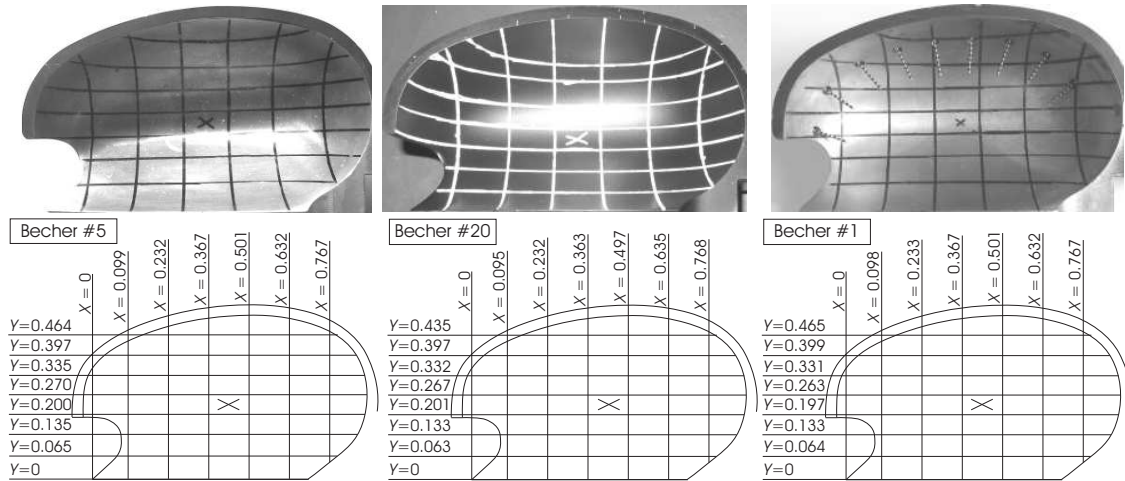 Becher #5
X = 0
X = 0.099
X = 0.232
X = 0.367
X = 0.501
X = 0.632
X = 0.767
Y=0.464
Y=0.397
Y=0.335
Y=0.270
Y=0.200
Y=0.135
Y=0.065
Y=0
Becher #20
X = 0
X = 0.095
X = 0.232
X = 0.363
X = 0.497
X = 0.635
X = 0.768
Y=0.435
Y=0.397
Y=0.332
Y=0.267
Y=0.201
Y=0.133
Y=0.063
Y=0
Becher #1
X = 0
X = 0.098
X = 0.233
X = 0.367
X = 0.501
X = 0.632
X = 0.767
Y=0.465
Y=0.399
Y=0.331
Y=0.263
Y=0.197
Y=0.133
Y=0.064
Y=0